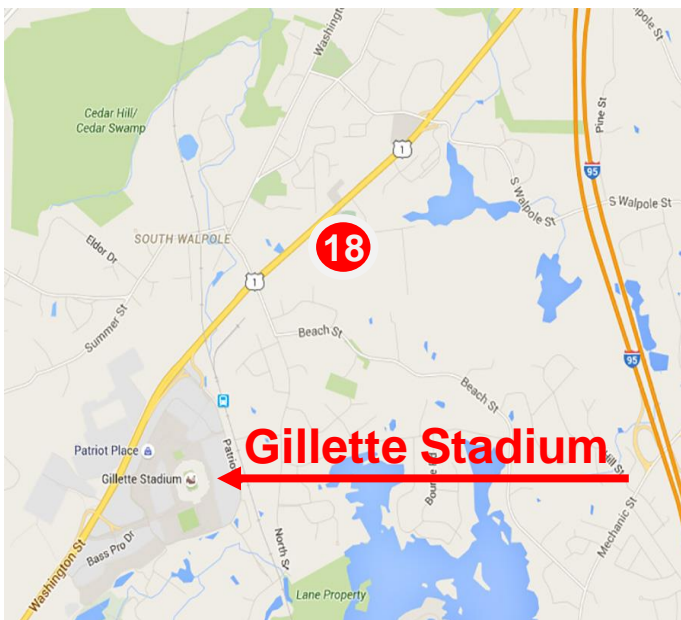 Washington
Cedar Hill/
Cedar Swamp
1
Pine St
95
S Walpole St
S Walpole St
Eldor Dr
SOUTH WALPOLE
18
1
Summer St
Beach St
95
Beach St
Patriot Place
Gillette Stadium
Gillette Stadium
Patrio
Bass Pro Dr
Washington St
North St
Mechanic St
Lane Property